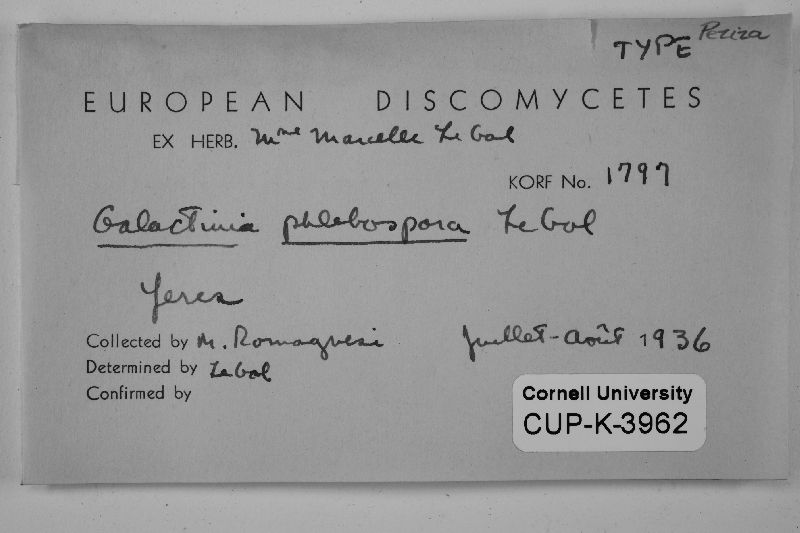 TYPE Peziza
EUROPEAN DISCOMYCETES
EX HERB. Mme Marcelle Le Gal
KORF No. 1797
Galactinia phlebospora Le Gal
Yeres
Collected by M. Romagnesi Juillet-Août 1936
Determined by Le Gal
Confirmed by
Cornell University
CUP-K-3962